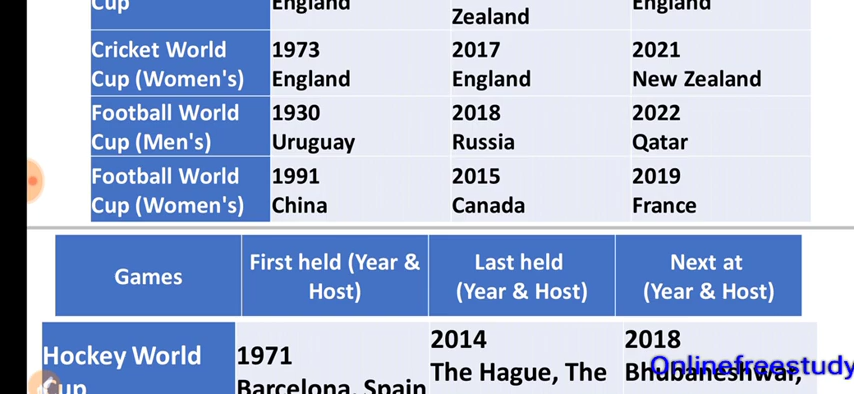 Cup England England
Zealand
Cricket World 1973 2017 2021
Cup (Women's) England England New Zealand
Football World 1930 2018 2022
Cup (Men's) Uruguay Russia Qatar
Football World 1991 2015 2019
Cup (Women's) China Canada France
Games First held (Year & Host) Last held (Year & Host) Next at (Year & Host)
Hockey World Cup 1971 Barcelona, Spain
2014 The Hague, The
2018 Bhubaneshwar,
Onlinefreestudy